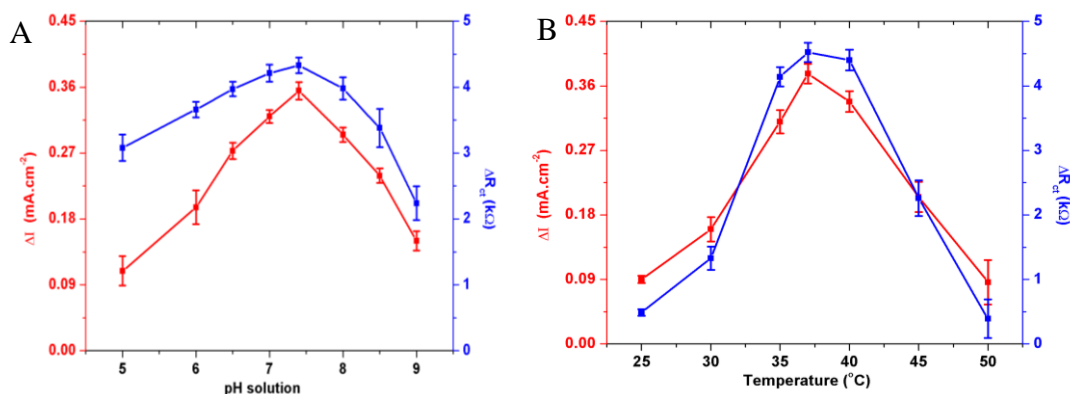 A
0.45
0.36
0.27
0.18
0.09
0.00
ΔI (mA.cm-2)
5
4
3
2
1
0
ΔRct (kΩ)
5 6 7 8 9
pH solution
B
0.45
0.36
0.27
0.18
0.09
0.00
ΔI (mA.cm-2)
5
4
3
2
1
0
ΔRct (kΩ)
25 30 35 40 45 50
Temperature (oC)